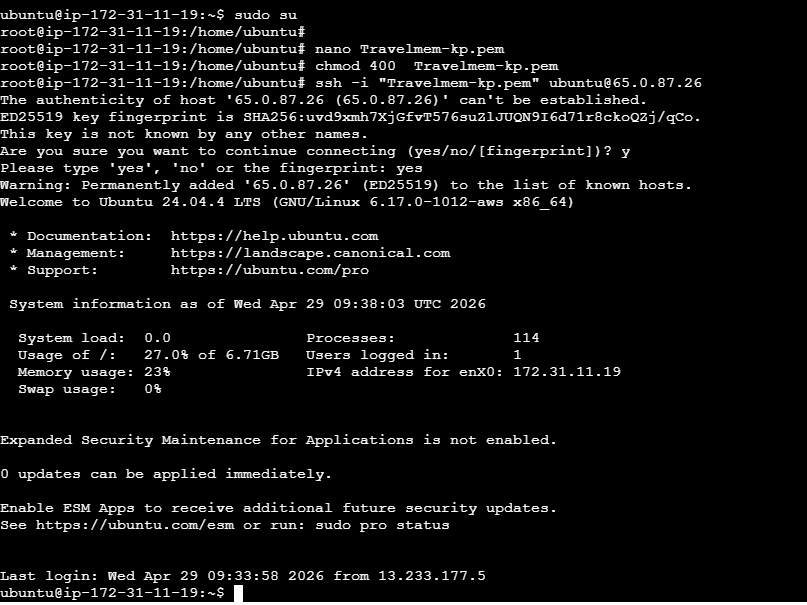 ubuntu@ip-172-31-11-19:~$ sudo su
root@ip-172-31-11-19:/home/ubuntu#
root@ip-172-31-11-19:/home/ubuntu# nano Travelmem-kp.pem
root@ip-172-31-11-19:/home/ubuntu# chmod 400  Travelmem-kp.pem
root@ip-172-31-11-19:/home/ubuntu# ssh -i "Travelmem-kp.pem" ubuntu@65.0.87.26
The authenticity of host '65.0.87.26 (65.0.87.26)' can't be established.
ED25519 key fingerprint is SHA256:uvd9xmh7XjGfvT576suZlJUQN9I6d71r8ckoQZj/qCo.
This key is not known by any other names.
Are you sure you want to continue connecting (yes/no/[fingerprint])? y
Please type 'yes', 'no' or the fingerprint: yes
Warning: Permanently added '65.0.87.26' (ED25519) to the list of known hosts.
Welcome to Ubuntu 24.04.4 LTS (GNU/Linux 6.17.0-1012-aws x86_64)

 * Documentation:  https://help.ubuntu.com
 * Management:     https://landscape.canonical.com
 * Support:        https://ubuntu.com/pro

 System information as of Wed Apr 29 09:38:03 UTC 2026

  System load:  0.0               Processes:             114
  Usage of /:   27.0% of 6.71GB   Users logged in:       1
  Memory usage: 23%               IPv4 address for enX0: 172.31.11.19
  Swap usage:   0%

Expanded Security Maintenance for Applications is not enabled.

0 updates can be applied immediately.

Enable ESM Apps to receive additional future security updates.
See https://ubuntu.com/esm or run: sudo pro status

Last login: Wed Apr 29 09:33:58 2026 from 13.233.177.5
ubuntu@ip-172-31-11-19:~$